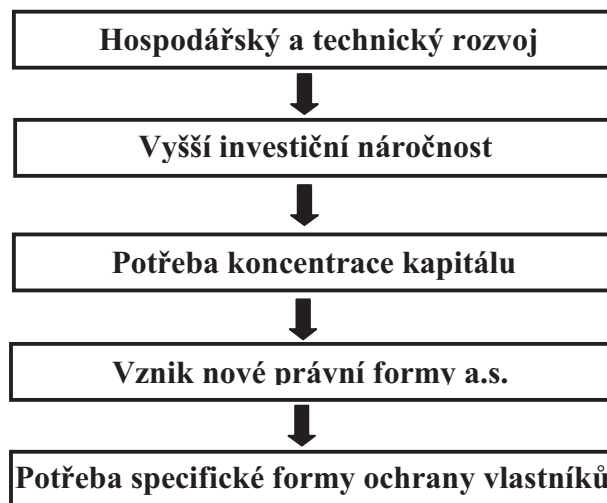 Hospodářský a technický rozvoj
Vyšší investiční náročnost
Potřeba koncentrace kapitálu
Vznik nové právní formy a.s.
Potřeba specifické formy ochrany vlastníků